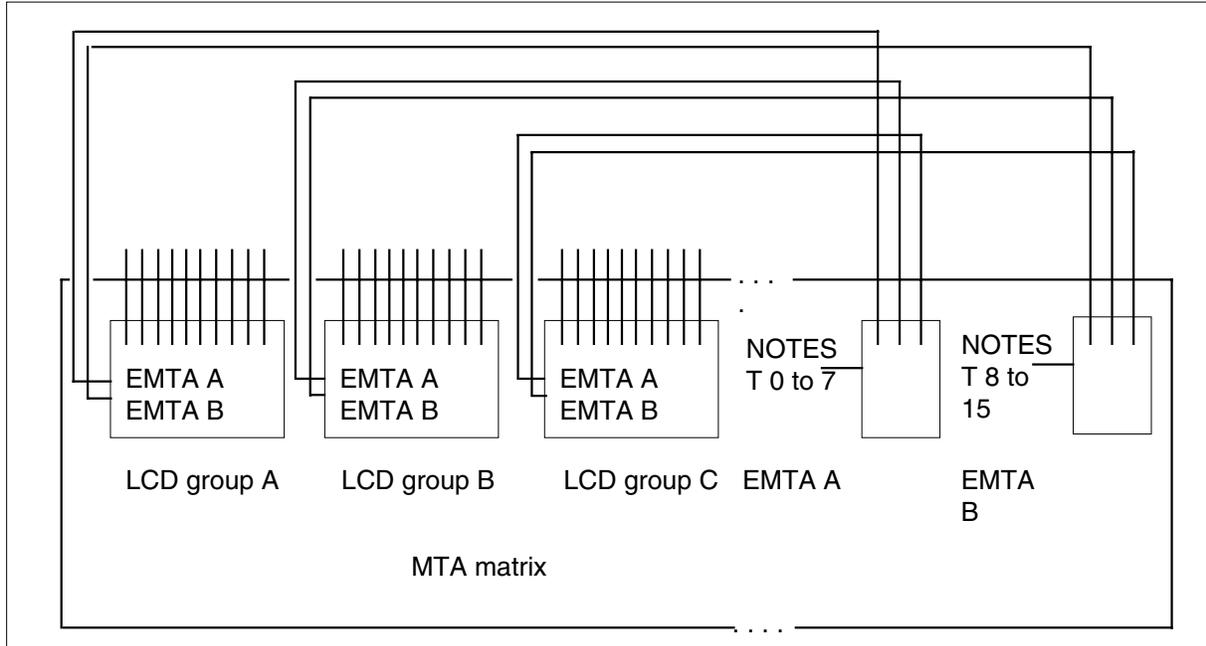 . . .
.
NOTES
T 0 to 7
NOTES
T 8 to
15
EMTA A
EMTA B
EMTA A
EMTA B
EMTA A
EMTA B
LCD group A
LCD group B
LCD group C
EMTA A
EMTA
B
MTA matrix
. . . .